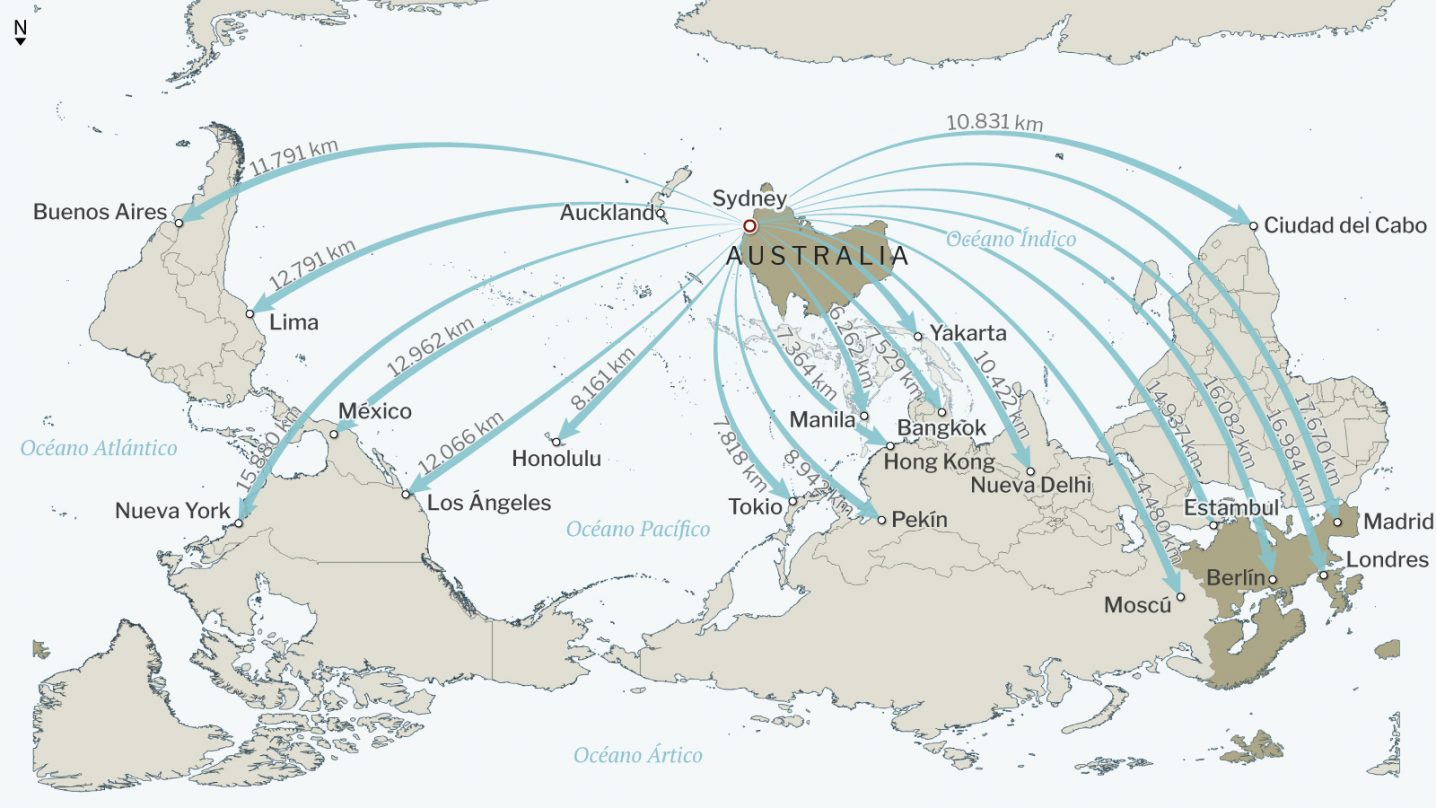 N
10.831 km
11.791 km
Sydney
Buenos Aires
Auckland
Ciudad del Cabo
Océano Índico
AUSTRALIA
12.791 km
Lima
Yakarta
12.962 km
8.161 km
7.364 km
6.262 km
7.529 km
10.422 km
México
Manila
Bangkok
14.937 km
16.082 km
16.984 km
17.670 km
Océano Atlántico
15.880 km
12.066 km
Honolulu
7.818 km
8.942 km
Hong Kong
Nueva Delhi
14.480 km
Nueva York
Los Ángeles
Océano Pacífico
Tokio
Pekín
Estambul
Madrid
Londres
Berlín
Moscú
Océano Ártico